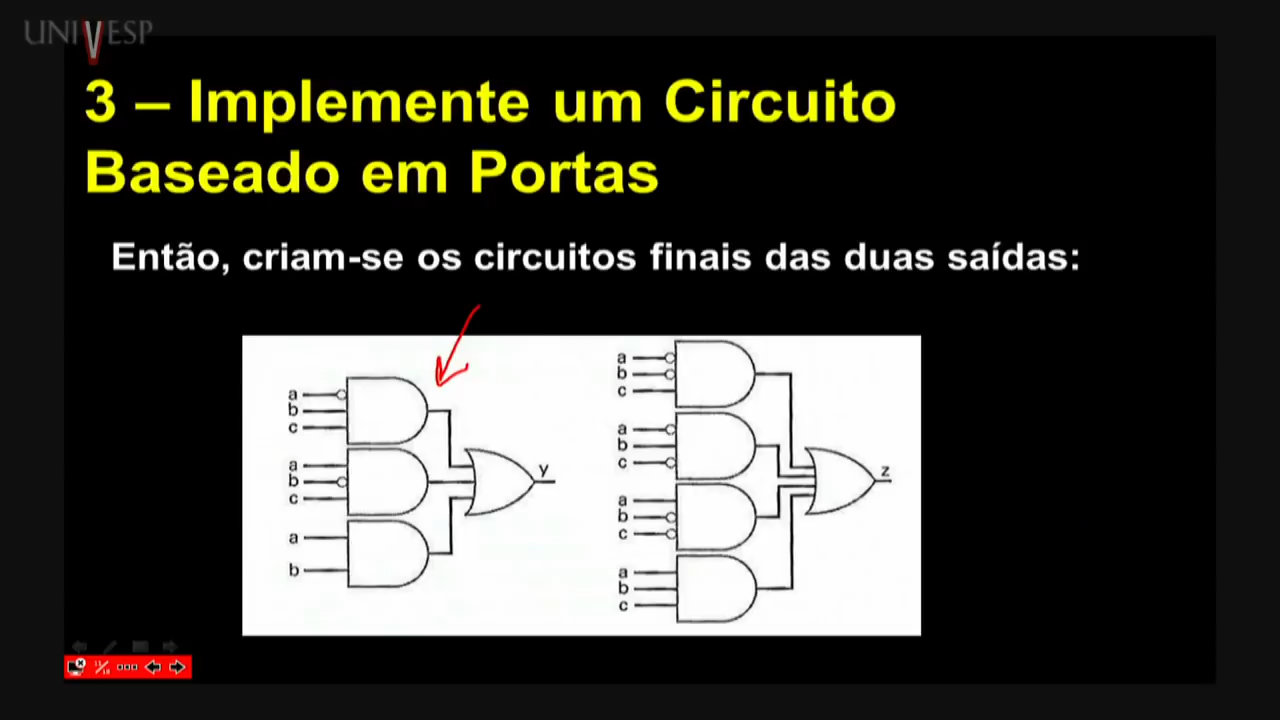 UNIVESP
3 – Implemente um Circuito
Baseado em Portas
Então, criam-se os circuitos finais das duas saídas:
a
b
c
a
b
c
a
b
y
a
b
c
a
b
c
a
b
c
a
b
c
z